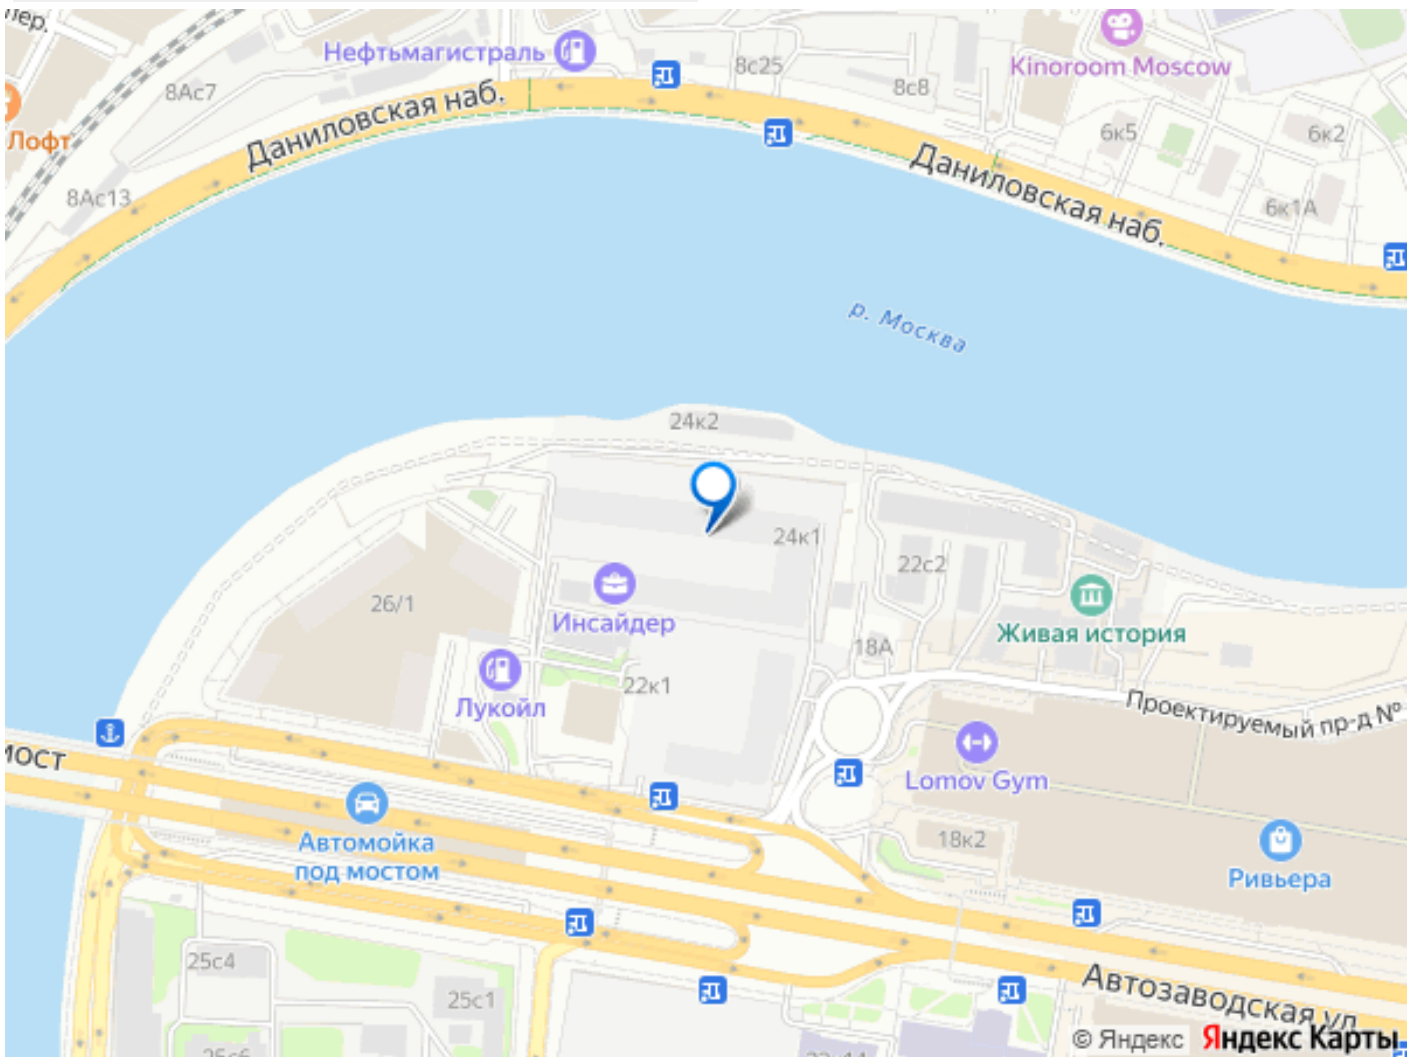 пер.
Нефтьмагистраль
8с25
8с8
Kinoroom Moscow
8Ас7
Лофт
Даниловская наб.
6к5
6к2
Даниловская наб.
8Ас13
6к1А
р. Москва
24к2
24к1
22с2
26/1
Инсайдер
Живая история
18А
22к1
Лукойл
Проектируемый пр-д №
мост
Lomov Gym
Автомойка
под мостом
18к2
Ривьера
25с4
25с1
Автозаводская ул.
25с6
© Яндекс Яндекс Карты